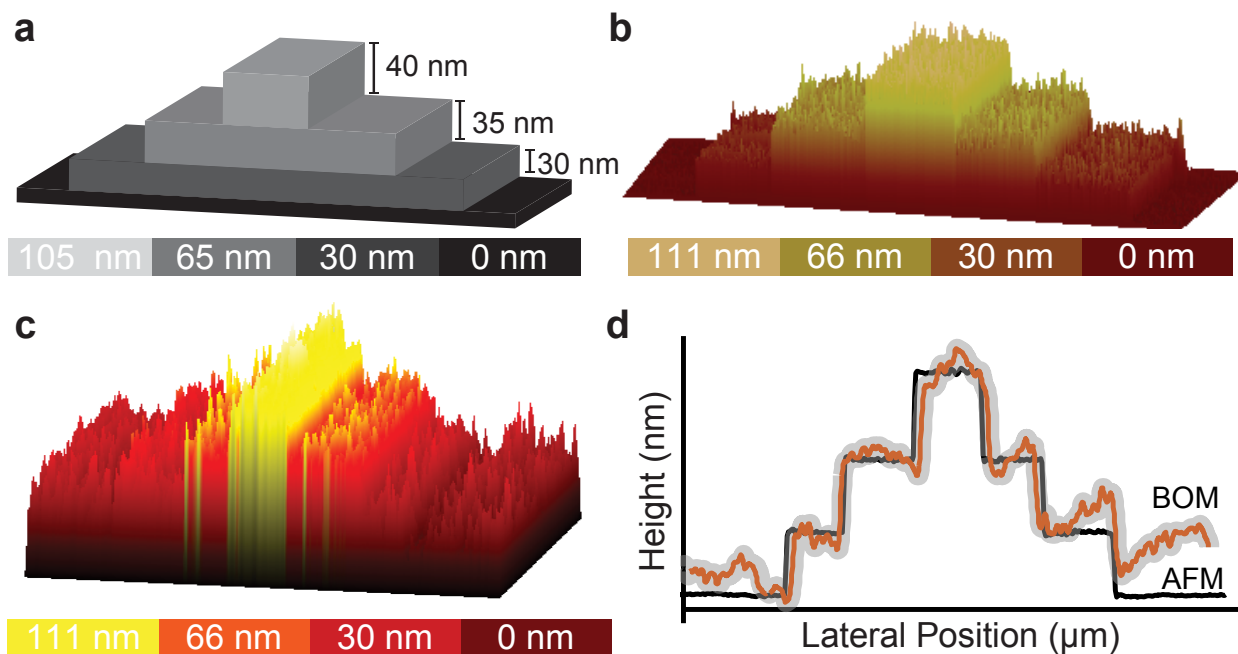 a
40 nm
35 nm
30 nm
105 nm 65 nm 30 nm 0 nm
b
111 nm 66 nm 30 nm 0 nm
c
111 nm 66 nm 30 nm 0 nm
d
Height (nm)
BOM
AFM
Lateral Position (µm)